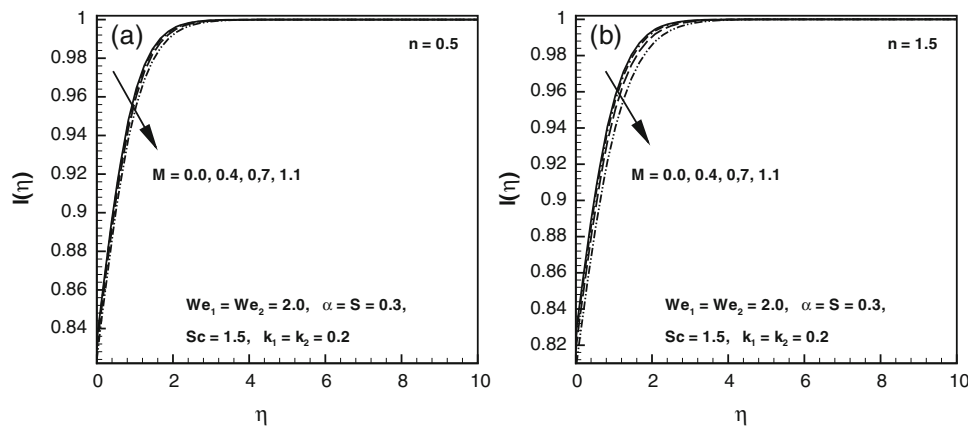 (a)
n = 0.5
1
0.98
0.96
0.94
0.92
0.9
0.88
0.86
0.84
l(η)
M = 0.0, 0.4, 0,7, 1.1
We₁ = We₂ = 2.0, α = S = 0.3,
Sc = 1.5, k₁ = k₂ = 0.2
0 2 4 6 8 10
η
(b)
n = 1.5
1
0.98
0.96
0.94
0.92
0.9
0.88
0.86
0.84
0.82
l(η)
M = 0.0, 0.4, 0,7, 1.1
We₁ = We₂ = 2.0, α = S = 0.3,
Sc = 1.5, k₁ = k₂ = 0.2
0 2 4 6 8 10
η